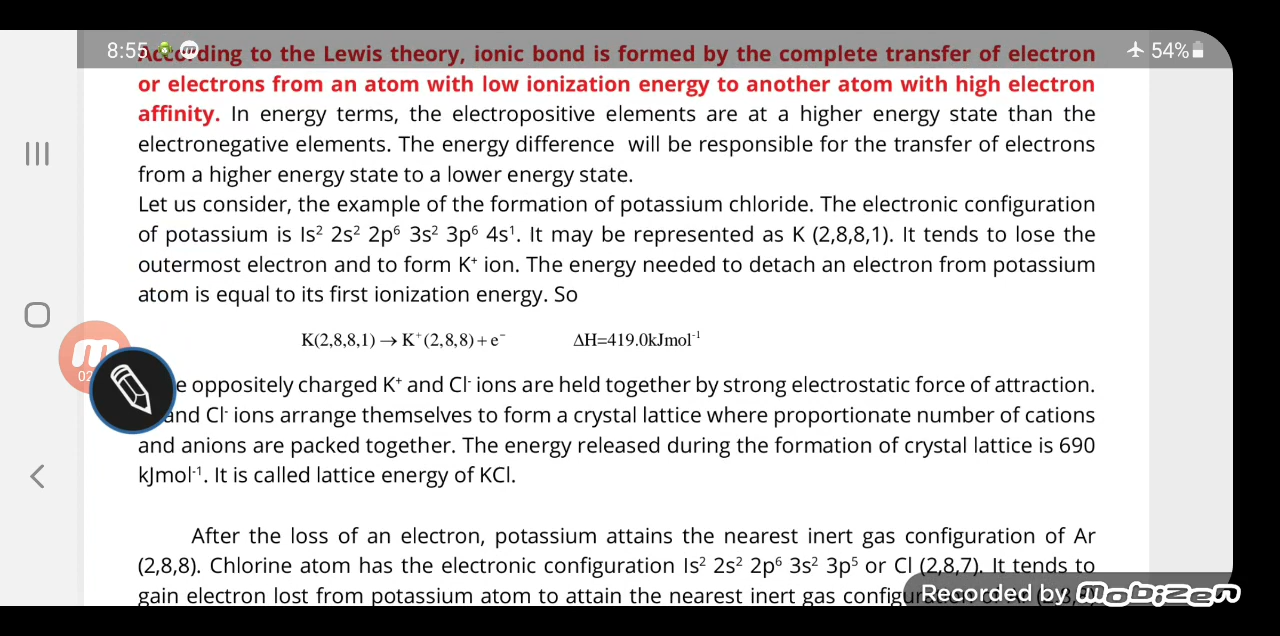 8:55 54%
According to the Lewis theory, ionic bond is formed by the complete transfer of electron
or electrons from an atom with low ionization energy to another atom with high electron
affinity. In energy terms, the electropositive elements are at a higher energy state than the
electronegative elements. The energy difference will be responsible for the transfer of electrons
from a higher energy state to a lower energy state.
Let us consider, the example of the formation of potassium chloride. The electronic configuration
of potassium is Is² 2s² 2p⁶ 3s² 3p⁶ 4s¹. It may be represented as K (2,8,8,1). It tends to lose the
outermost electron and to form K⁺ ion. The energy needed to detach an electron from potassium
atom is equal to its first ionization energy. So
K(2,8,8,1) → K⁺(2,8,8) + e⁻ ΔH=419.0kJmol⁻¹
02
e oppositely charged K⁺ and Cl⁻ ions are held together by strong electrostatic force of attraction.
and Cl⁻ ions arrange themselves to form a crystal lattice where proportionate number of cations
and anions are packed together. The energy released during the formation of crystal lattice is 690
kJmol⁻¹. It is called lattice energy of KCl.
After the loss of an electron, potassium attains the nearest inert gas configuration of Ar
(2,8,8). Chlorine atom has the electronic configuration Is² 2s² 2p⁶ 3s² 3p⁵ or Cl (2,8,7). It tends to
gain electron lost from potassium atom to attain the nearest inert gas
Recorded by Mobizen